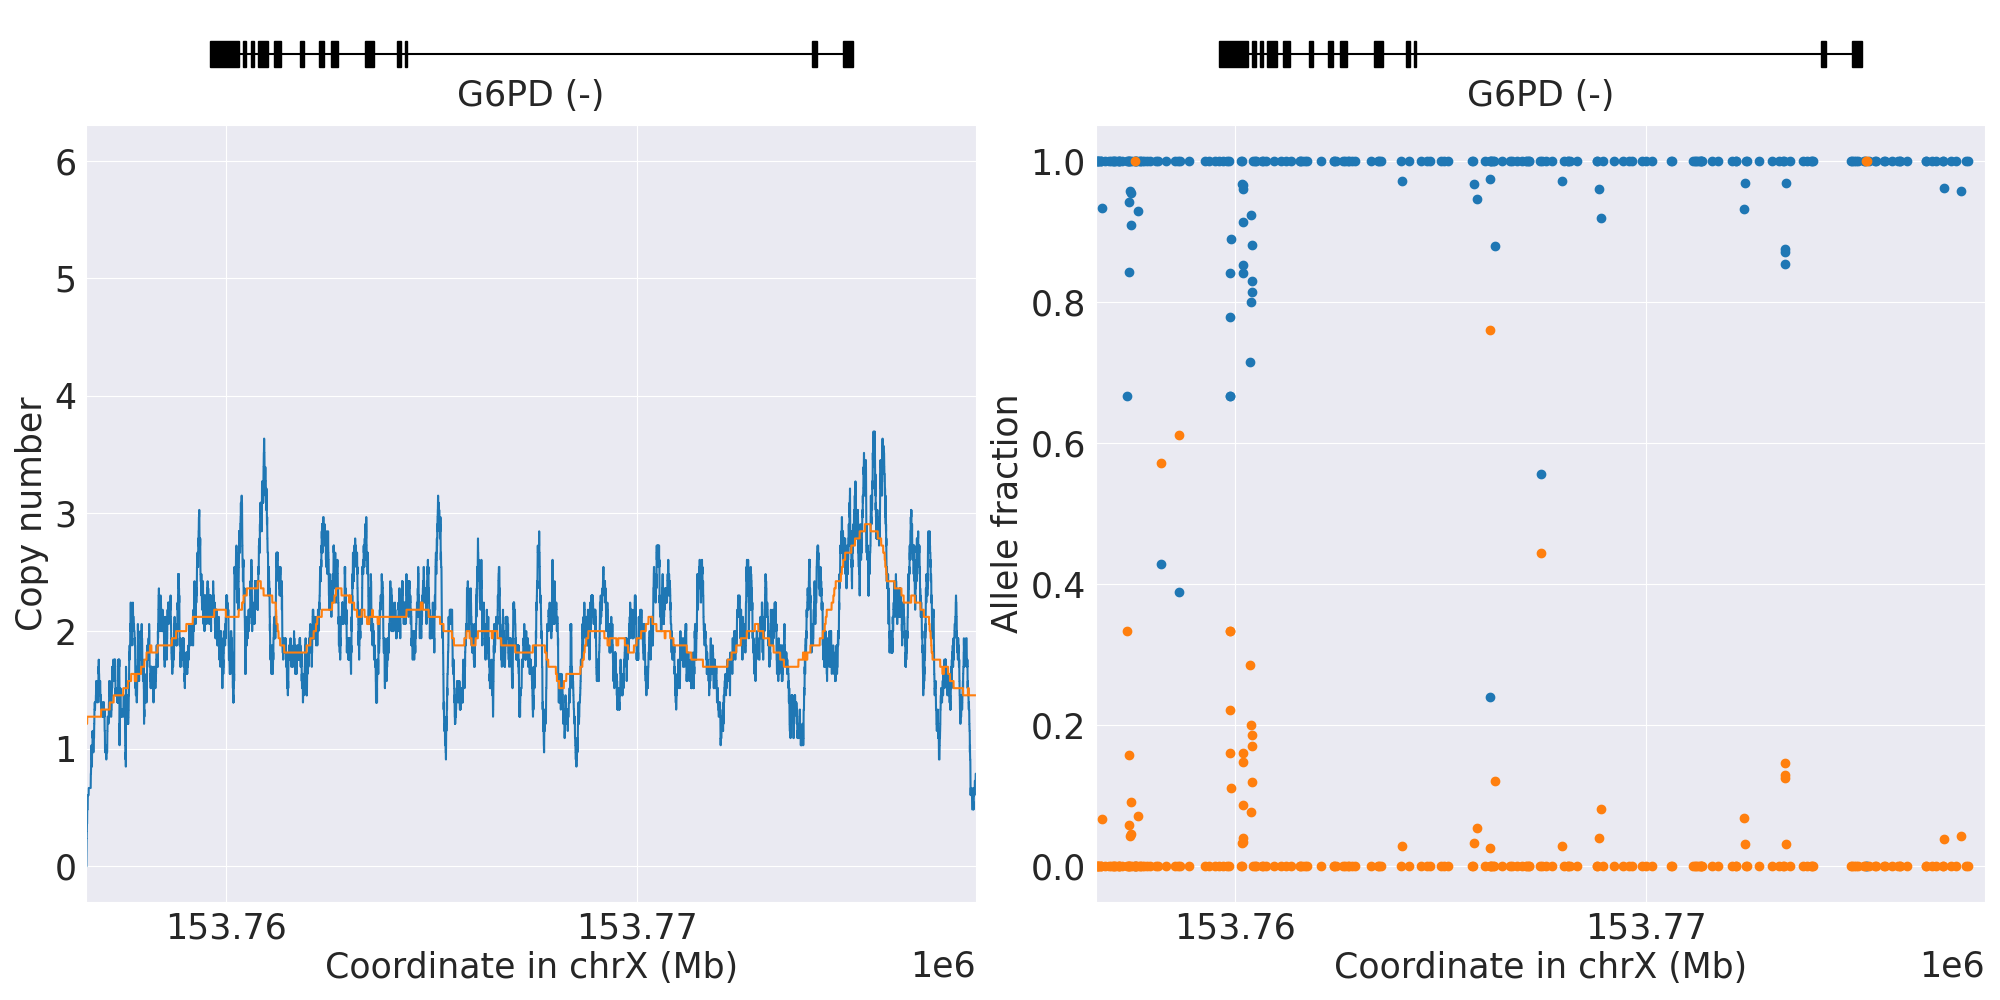 G6PD (-)
6
5
4
3
2
1
0
Copy number
153.76
153.77
Coordinate in chrX (Mb)
1e6
G6PD (-)
1.0
0.8
0.6
0.4
0.2
0.0
Allele fraction
153.76
153.77
Coordinate in chrX (Mb)
1e6